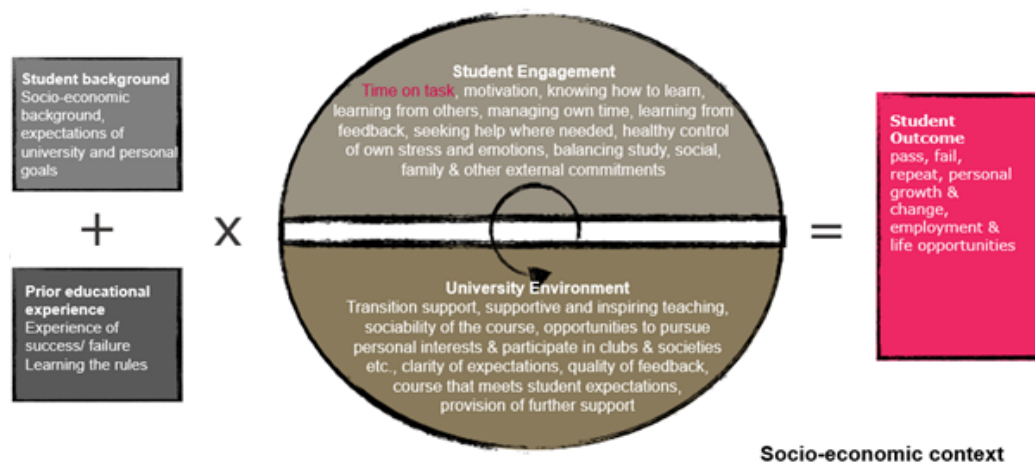 Student background
Socio-economic
background,
expectations of
university and personal
goals
+
Prior educational
experience
Experience of
success/ failure
Learning the rules
x
Student Engagement
Time on task, motivation, knowing how to learn,
learning from others, managing own time, learning from
feedback, seeking help where needed, healthy control
of own stress and emotions, balancing study, social,
family & other external commitments
University Environment
Transition support, supportive and inspiring teaching,
sociability of the course, opportunities to pursue
personal interests & participate in clubs & societies
etc., clarity of expectations, quality of feedback,
course that meets student expectations,
provision of further support
=
Student
Outcome
pass, fail,
repeat, personal
growth &
change,
employment &
life opportunities
Socio-economic context